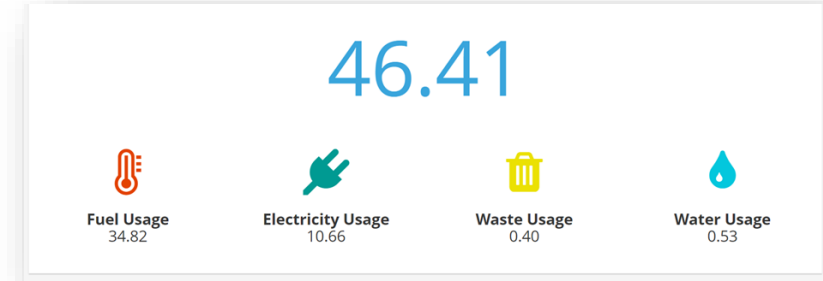 46.41
Fuel Usage
34.82
Electricity Usage
10.66
Waste Usage
0.40
Water Usage
0.53